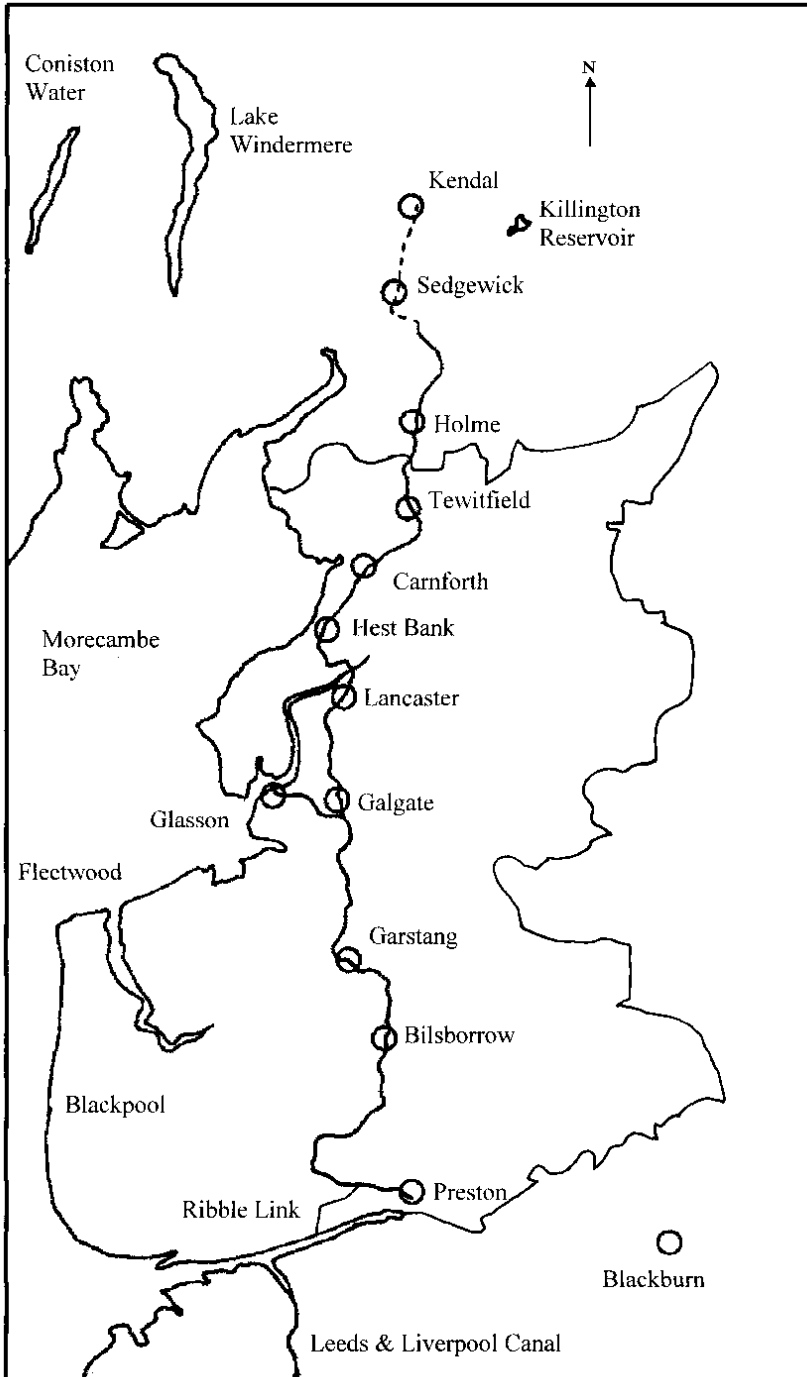 Coniston
Water
Lake
Windermere
N
Kendal
Killington
Reservoir
Sedgewick
Holme
Tewitfield
Carnforth
Hest Bank
Morecambe
Bay
Lancaster
Glasson
Galgate
Fleetwood
Garstang
Bilsborrow
Blackpool
Preston
Ribble Link
Blackburn
Leeds & Liverpool Canal